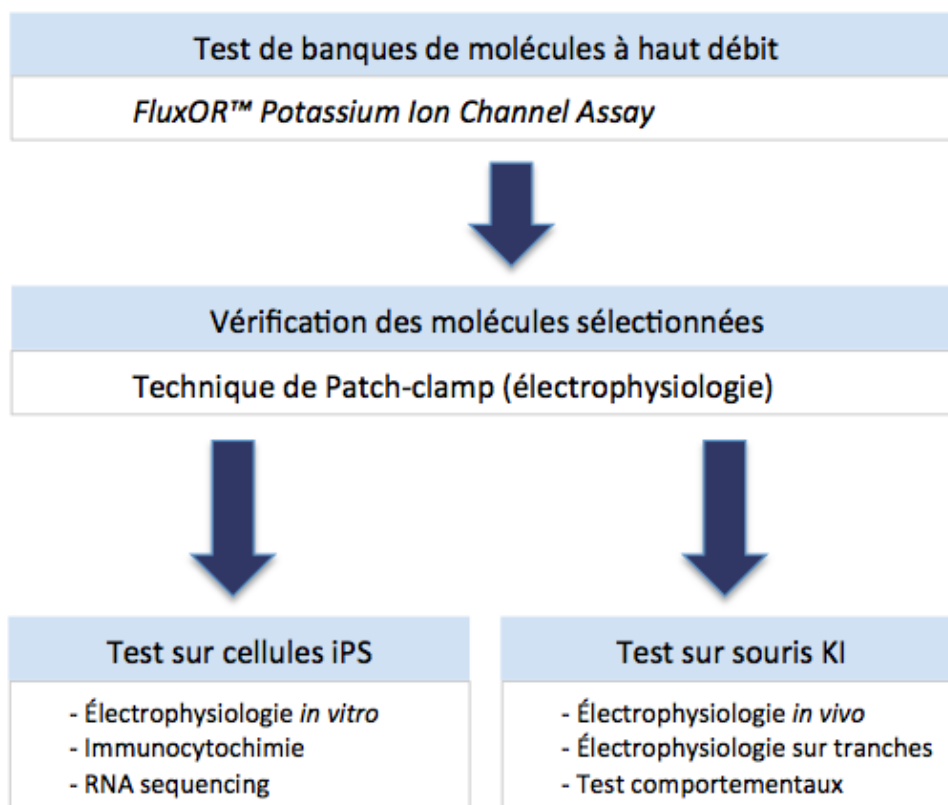 Test de banques de molécules à haut débit
FluxOR™ Potassium Ion Channel Assay
Vérification des molécules sélectionnées
Technique de Patch-clamp (électrophysiologie)
Test sur cellules iPS
- Électrophysiologie in vitro
- Immunocytochimie
- RNA sequencing
Test sur souris KI
- Électrophysiologie in vivo
- Électrophysiologie sur tranches
- Test comportementaux